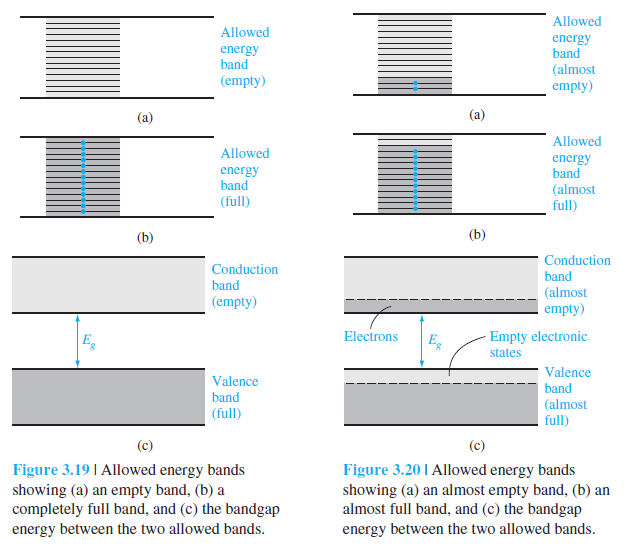 Allowed
energy
band
(empty)
(a)
Allowed
energy
band
(full)
(b)
Conduction
band
(empty)
Eg
Valence
band
(full)
(c)
Figure 3.19 | Allowed energy bands
showing (a) an empty band, (b) a
completely full band, and (c) the bandgap
energy between the two allowed bands.
Allowed
energy
band
(almost
empty)
(a)
Allowed
energy
band
(almost
full)
(b)
Conduction
band
(almost
empty)
Electrons
Eg
Empty electronic
states
Valence
band
(almost
full)
(c)
Figure 3.20 | Allowed energy bands
showing (a) an almost empty band, (b) an
almost full band, and (c) the bandgap
energy between the two allowed bands.